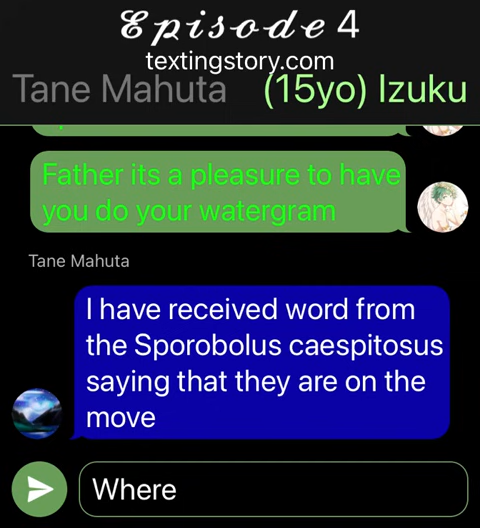 Episode 4
textingstory.com
Tane Mahuta (15yo) Izuku
Father its a pleasure to have
you do your watergram
Tane Mahuta
I have received word from
the Sporobolus caespitosus
saying that they are on the
move
Where